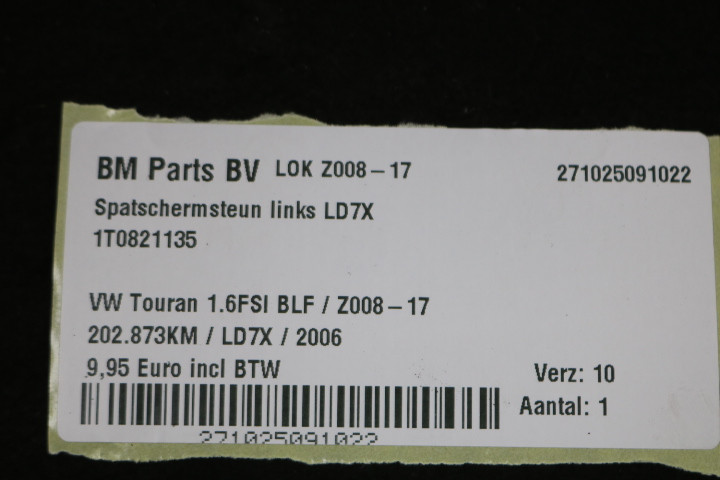 BM Parts BV LOK Z008-17 271025091022
Spatschermsteun links LD7X
1T0821135
VW Touran 1.6FSI BLF / Z008-17
202.873KM / LD7X / 2006
9,95 Euro incl BTW
Verz: 10
Aantal: 1
271025091022